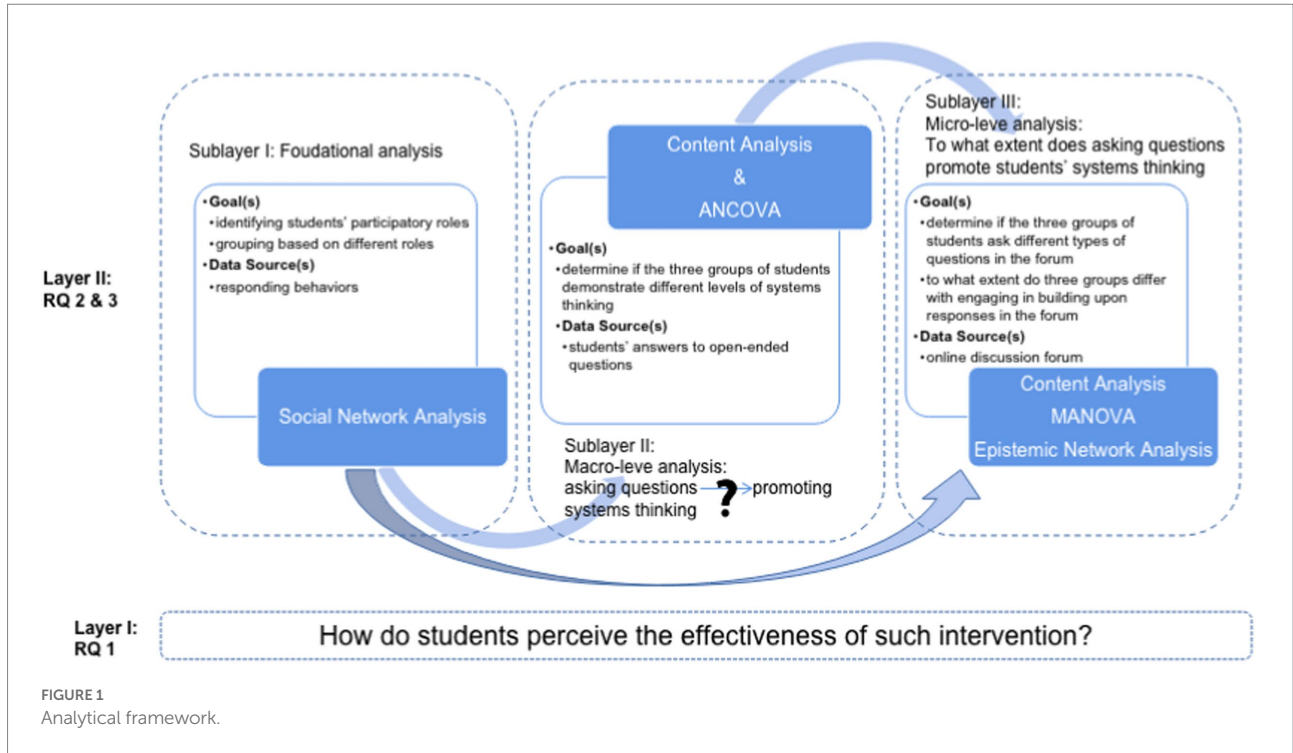 Sublayer I: Foudational analysis
•Goal(s)
•identifying students' participatory roles
•grouping based on different roles
•Data Source(s)
•responding behaviors
Social Network Analysis
Content Analysis
&
ANCOVA
•Goal(s)
•determine if the three groups of students
demonstrate different levels of systems
thinking
•Data Source(s)
•students' answers to open-ended
questions
Sublayer II:
Macro-leve analysis:
asking questions ? promoting
systems thinking
Sublayer III:
Micro-leve analysis:
To what extent does asking questions
promote students' systems thinking
•Goal(s)
•determine if the three groups of
students ask different types of
questions in the forum
•to what extent do three groups differ
with engaging in building upon
responses in the forum
•Data Source(s)
•online discussion forum
Content Analysis
MANOVA
Epistemic Network Analysis
Layer II:
RQ 2 & 3
Layer I:
RQ 1
How do students perceive the effectiveness of such intervention?
FIGURE 1
Analytical framework.